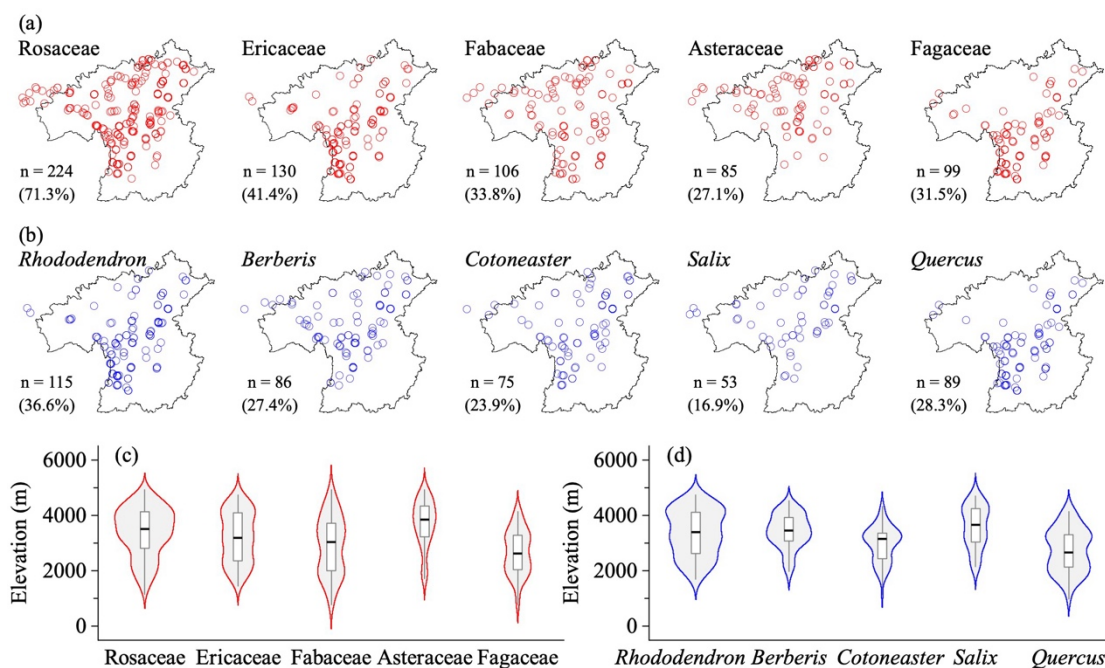 (a)
Rosaceae Ericaceae Fabaceae Asteraceae Fagaceae
n = 224 n = 130 n = 106 n = 85 n = 99
(71.3%) (41.4%) (33.8%) (27.1%) (31.5%)
(b)
Rhododendron Berberis Cotoneaster Salix Quercus
n = 115 n = 86 n = 75 n = 53 n = 89
(36.6%) (27.4%) (23.9%) (16.9%) (28.3%)
(c)
Elevation (m)
6000
4000
2000
0
Rosaceae Ericaceae Fabaceae Asteraceae Fagaceae
(d)
Elevation (m)
6000
4000
2000
0
Rhododendron Berberis Cotoneaster Salix Quercus